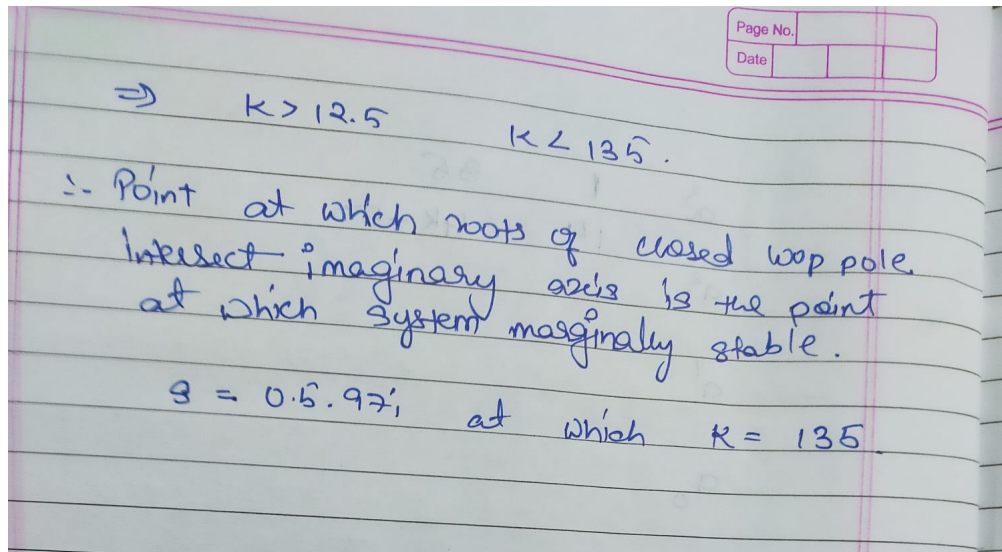 Page No.
Date
⇒ K > 12.5 K < 135.
∴ Point at which roots of closed loop pole
intersect imaginary axis is the point
at which system marginally stable.
s = 0.5.97i, at which K = 135